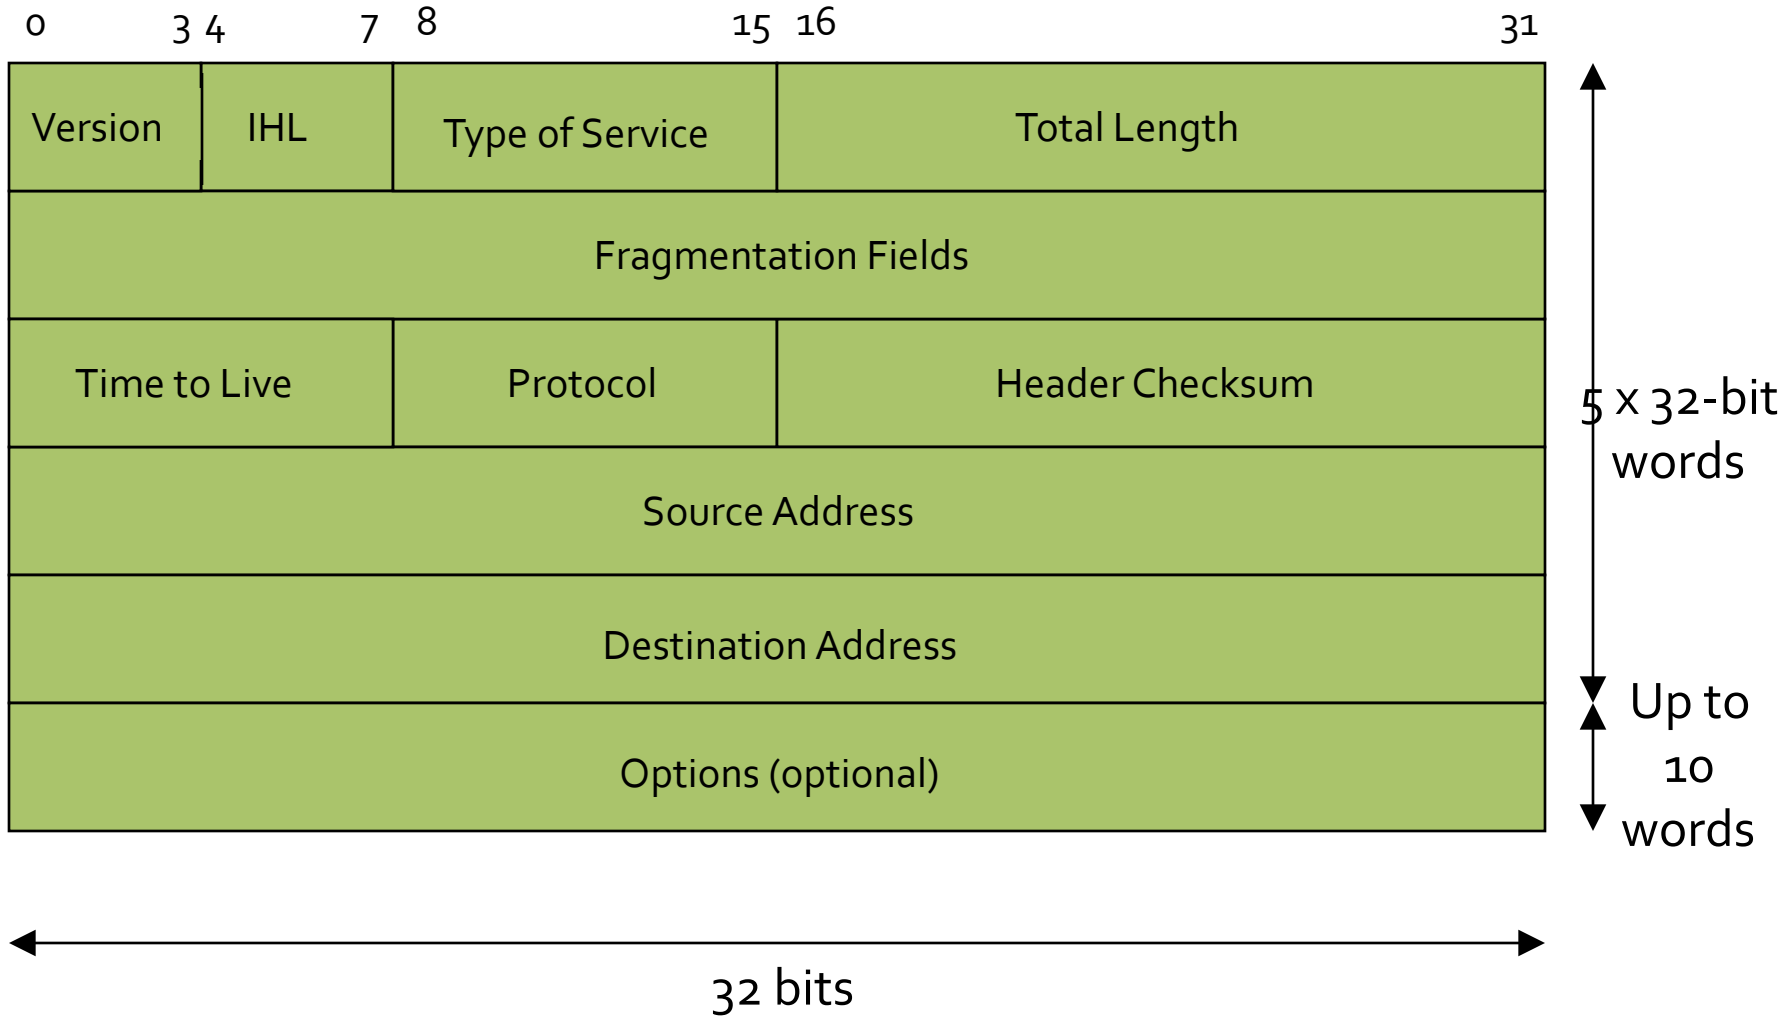 0 3 4 7 8 15 16 31
Version IHL Type of Service Total Length
Fragmentation Fields
Time to Live Protocol Header Checksum
5 x 32-bit
words
Source Address
Destination Address
Up to
10
words
Options (optional)
32 bits